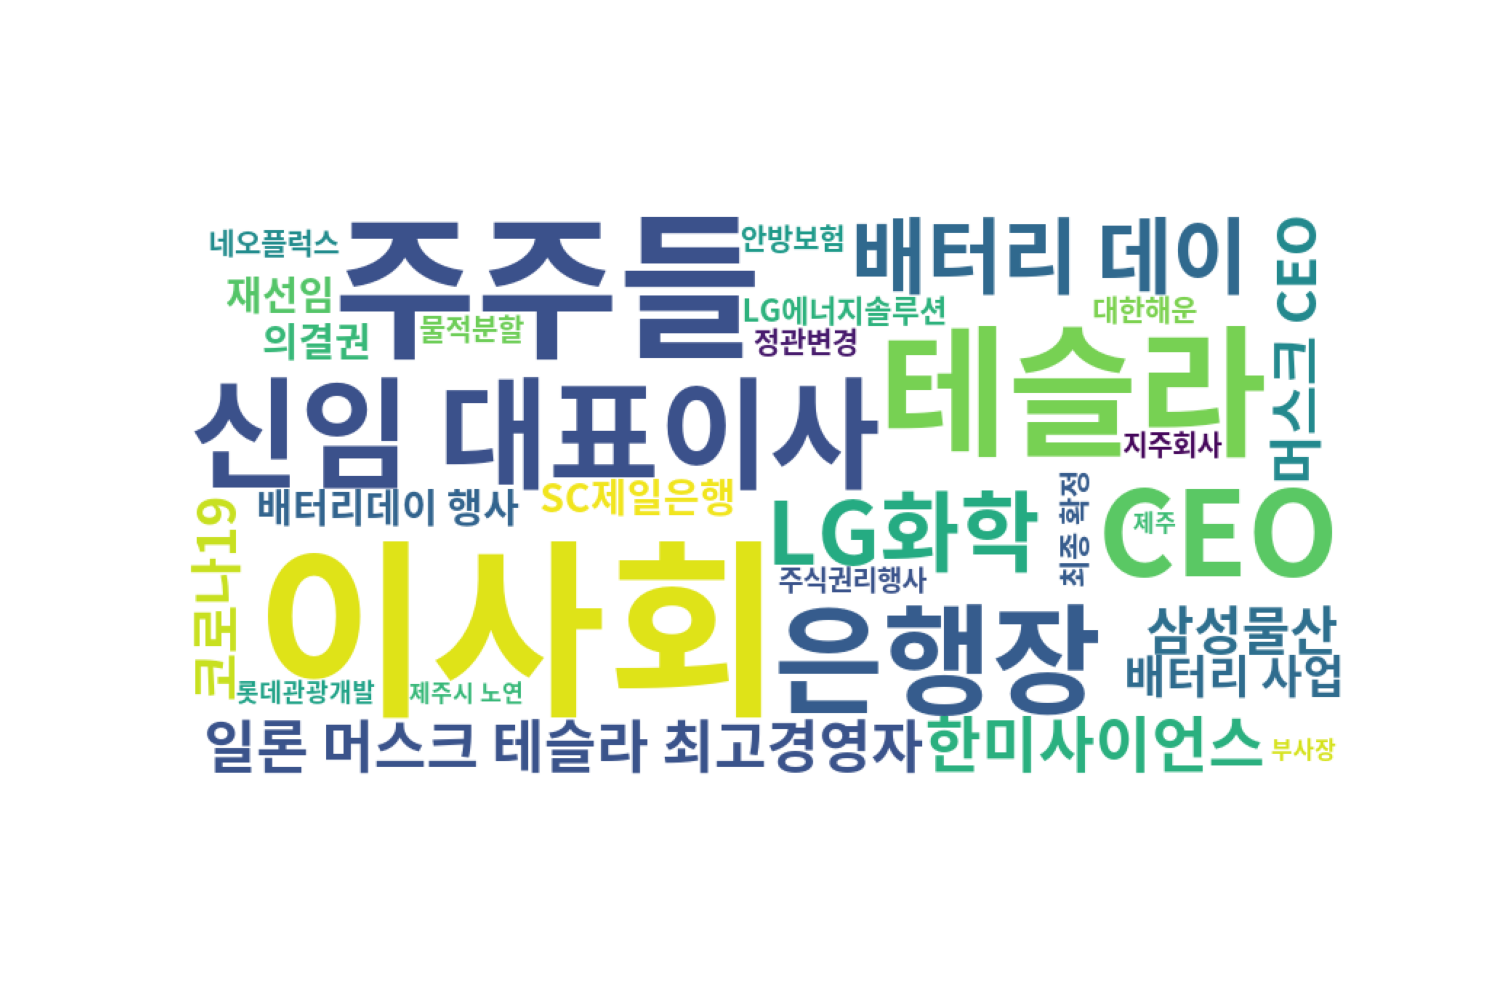 네오플럭스
주주들
안방보험
배터리 데이
머스크 CEO
재선임
LG에너지솔루션
대한해운
의결권
물적분할
정관변경
테슬라
신임 대표이사
지주회사
코로나19
배터리데이 행사
SC제일은행
LG화학
최종 확정
CEO
제주
이사회
주식권리행사
은행장
삼성물산
배터리 사업
롯데관광개발
제주시 노연
일론 머스크 테슬라 최고경영자
한미사이언스
부사장